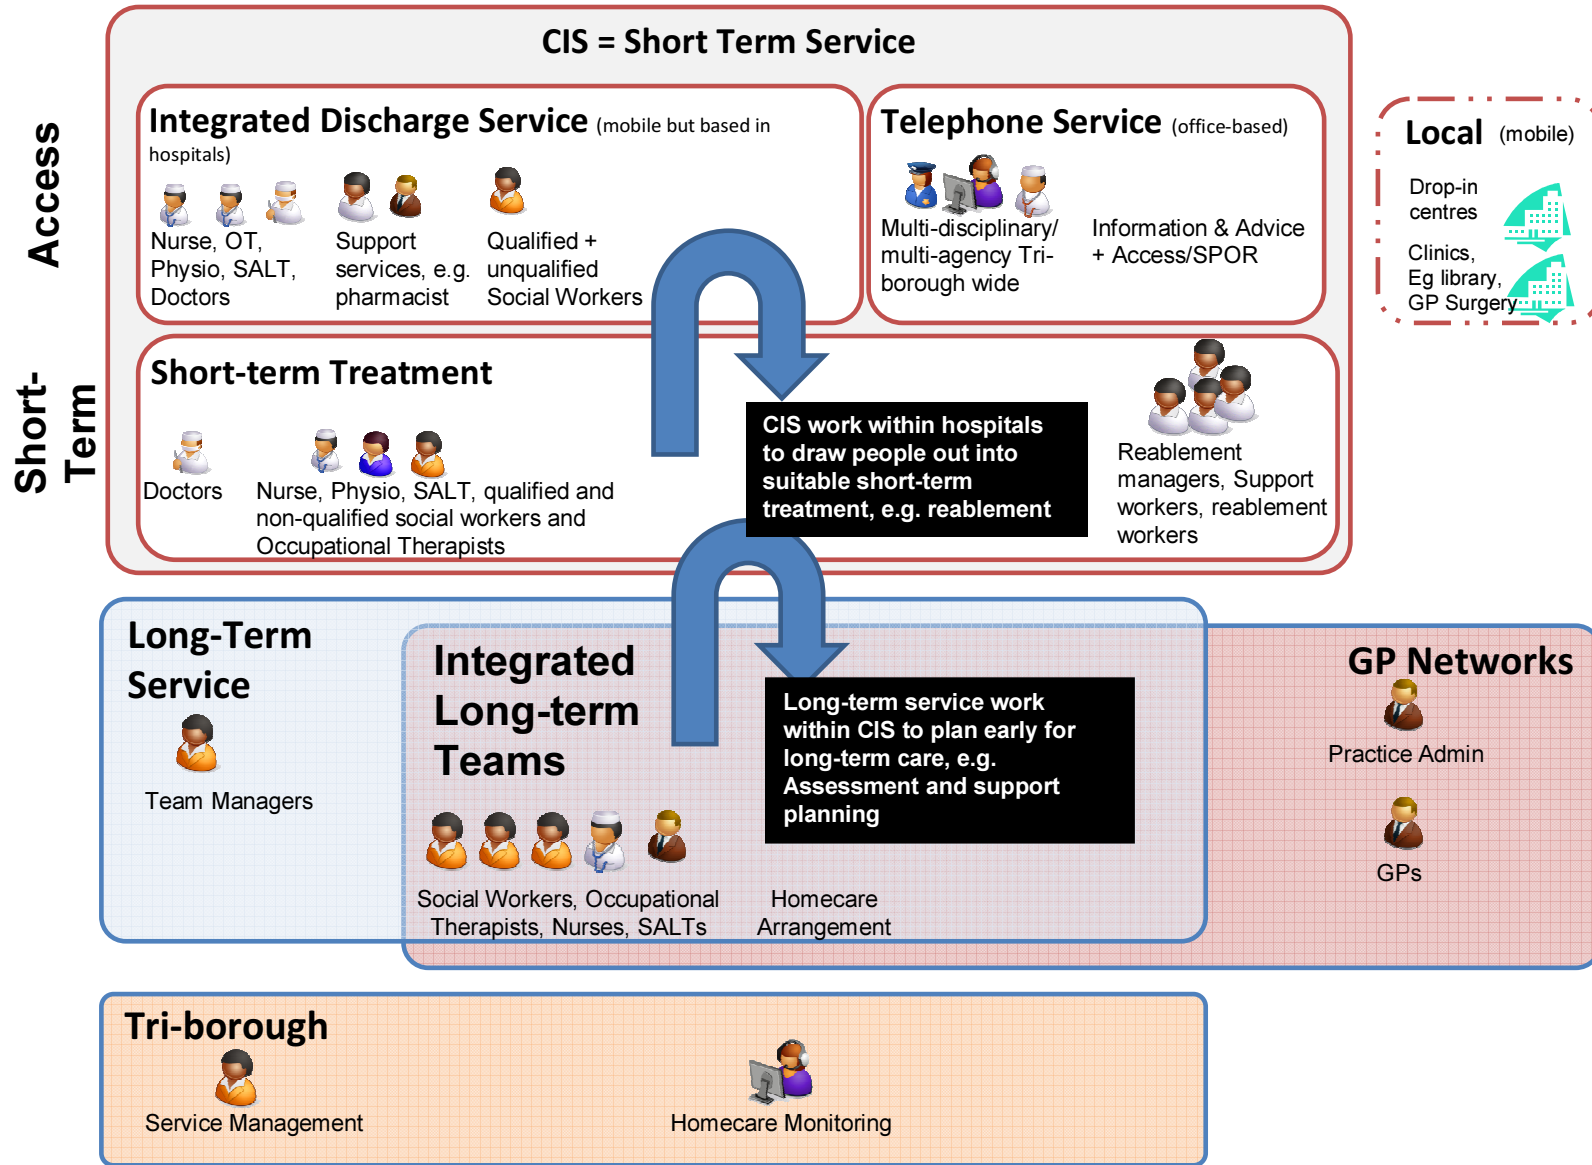 CIS = Short Term Service
Access
Integrated Discharge Service (mobile but based in
hospitals)
Nurse, OT,
Physio, SALT,
Doctors
Support
services, e.g.
pharmacist
Qualified +
unqualified
Social Workers
Telephone Service (office-based)
Multi-disciplinary/
multi-agency Tri-
borough wide
Information & Advice
+ Access/SPOR
Local (mobile)
Drop-in
centres
Clinics,
Eg library,
GP Surgery
Short-
Term
Short-term Treatment
Doctors
Nurse, Physio, SALT, qualified and
non-qualified social workers and
Occupational Therapists
CIS work within hospitals
to draw people out into
suitable short-term
treatment, e.g. reablement
Reablement
managers, Support
workers, reablement
workers
Long-Term
Service
Team Managers
Integrated
Long-term
Teams
Social Workers, Occupational
Therapists, Nurses, SALTs
Homecare
Arrangement
Long-term service work
within CIS to plan early for
long-term care, e.g.
Assessment and support
planning
GP Networks
Practice Admin
GPs
Tri-borough
Service Management
Homecare Monitoring